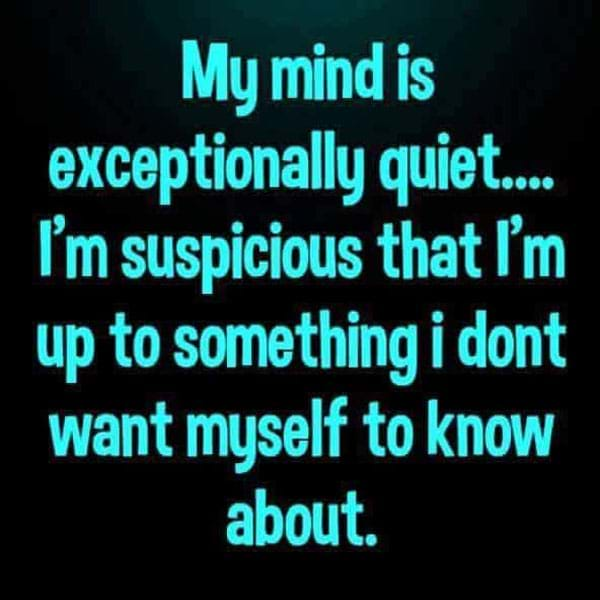 My mind is
exceptionally quiet....
I'm suspicious that I'm
up to something i dont
want myself to know
about.